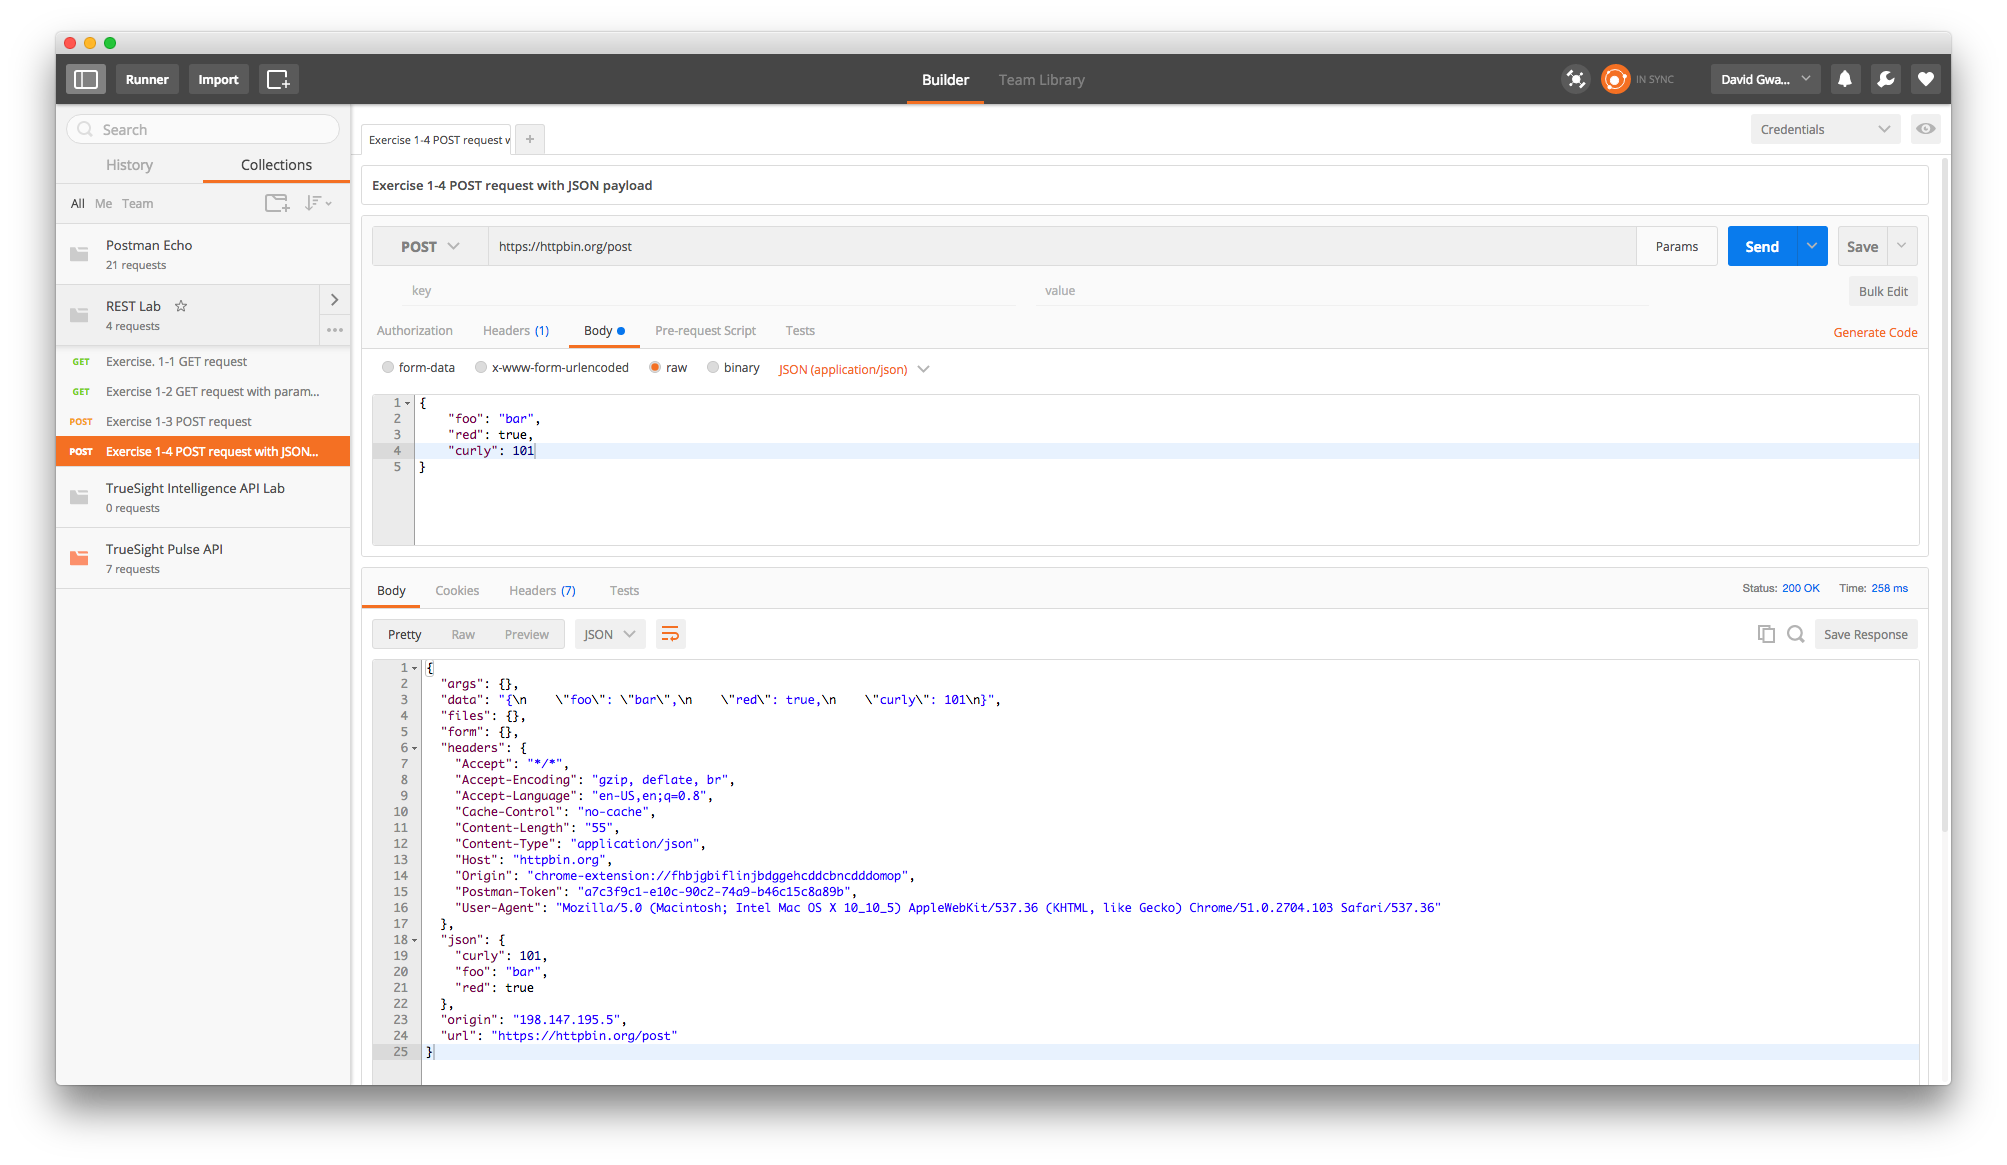 Runner Import Builder Team Library IN SYNC David Gwa...
Search
History Collections
All Me Team
Postman Echo
21 requests
REST Lab
4 requests
GET Exercise. 1-1 GET request
GET Exercise 1-2 GET request with param...
POST Exercise 1-3 POST request
POST Exercise 1-4 POST request with JSON...
TrueSight Intelligence API Lab
0 requests
TrueSight Pulse API
7 requests
Exercise 1-4 POST request v + Credentials
Exercise 1-4 POST request with JSON payload
POST https://httpbin.org/post Params Send Save
key value Bulk Edit
Authorization Headers (1) Body Pre-request Script Tests Generate Code
form-data x-www-form-urlencoded raw binary JSON (application/json)
1 {
2 "foo": "bar",
3 "red": true,
4 "curly": 101
5 }
Body Cookies Headers (7) Tests Status: 200 OK Time: 258 ms
Pretty Raw Preview JSON Save Response
1 {
2 "args": {},
3 "data": "{\n    \"foo\": \"bar\",\n    \"red\": true,\n    \"curly\": 101\n}",
4 "files": {},
5 "form": {},
6 "headers": {
7 "Accept": "*/*",
8 "Accept-Encoding": "gzip, deflate, br",
9 "Accept-Language": "en-US,en;q=0.8",
10 "Cache-Control": "no-cache",
11 "Content-Length": "55",
12 "Content-Type": "application/json",
13 "Host": "httpbin.org",
14 "Origin": "chrome-extension://fhbjgbiflinjbdggehcddcbncdddomop",
15 "Postman-Token": "a7c3f9c1-e10c-90c2-74a9-b46c15c8a89b",
16 "User-Agent": "Mozilla/5.0 (Macintosh; Intel Mac OS X 10_10_5) AppleWebKit/537.36 (KHTML, like Gecko) Chrome/51.0.2704.103 Safari/537.36"
17 },
18 "json": {
19 "curly": 101,
20 "foo": "bar",
21 "red": true
22 },
23 "origin": "198.147.195.5",
24 "url": "https://httpbin.org/post"
25 }